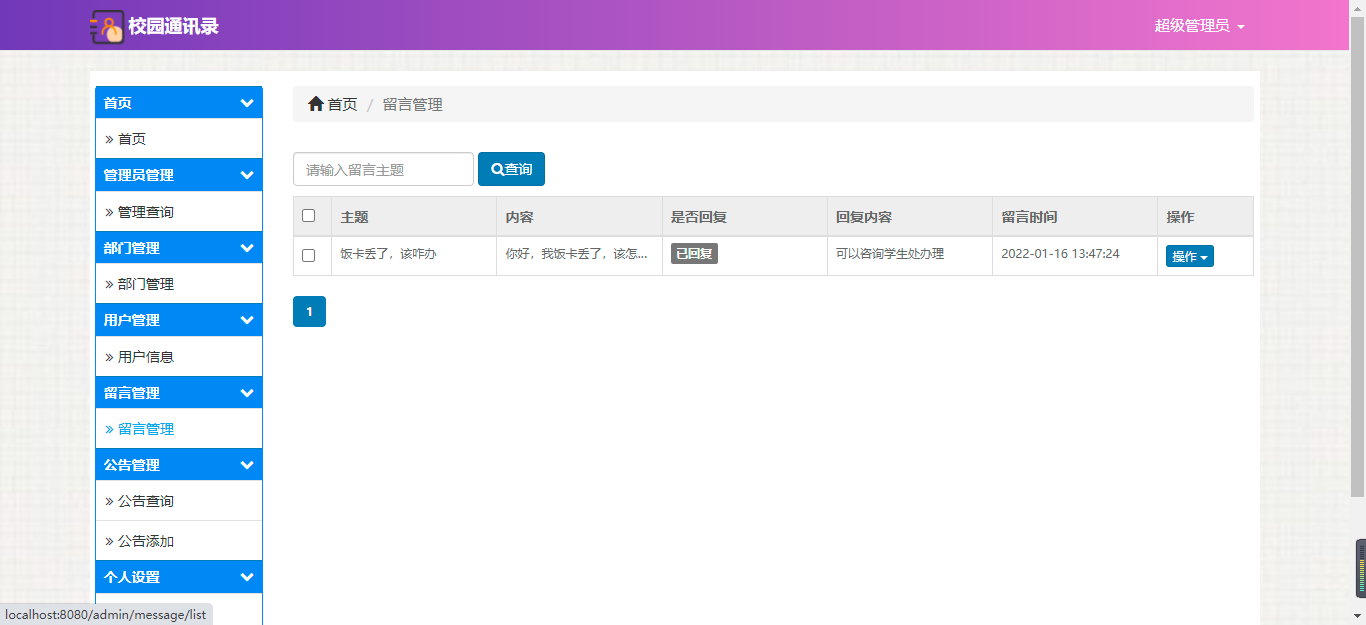 校园通讯录
超级管理员
首页
» 首页
管理员管理
» 管理查询
部门管理
» 部门管理
用户管理
» 用户信息
留言管理
» 留言管理
公告管理
» 公告查询
» 公告添加
个人设置
首页 / 留言管理
请输入留言主题 查询
主题 内容 是否回复 回复内容 留言时间 操作
饭卡丢了，该咋办 你好，我饭卡丢了，该怎... 已回复 可以咨询学生处办理 2022-01-16 13:47:24 操作
1
localhost:8080/admin/message/list